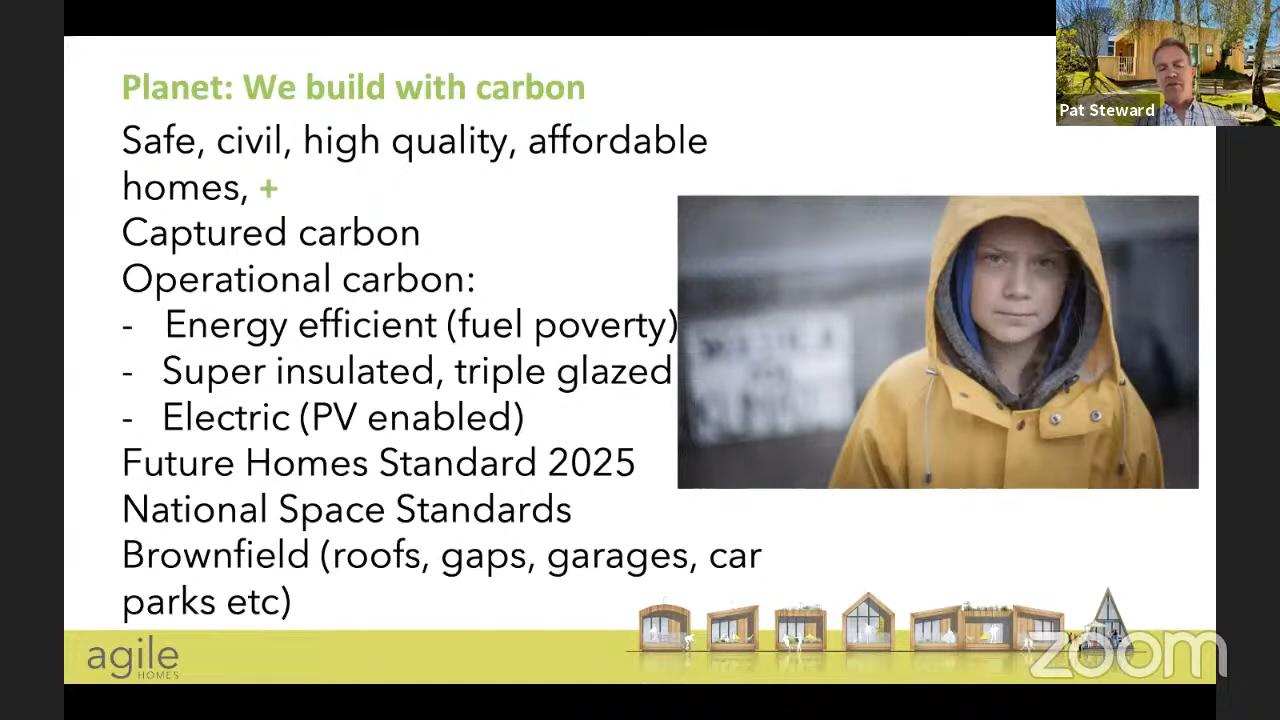 Planet: We build with carbon
Pat Steward
Safe, civil, high quality, affordable
homes, +
Captured carbon
Operational carbon:
- Energy efficient (fuel poverty)
- Super insulated, triple glazed
- Electric (PV enabled)
Future Homes Standard 2025
National Space Standards
Brownfield (roofs, gaps, garages, car
parks etc)
agile
HOMES
zoom